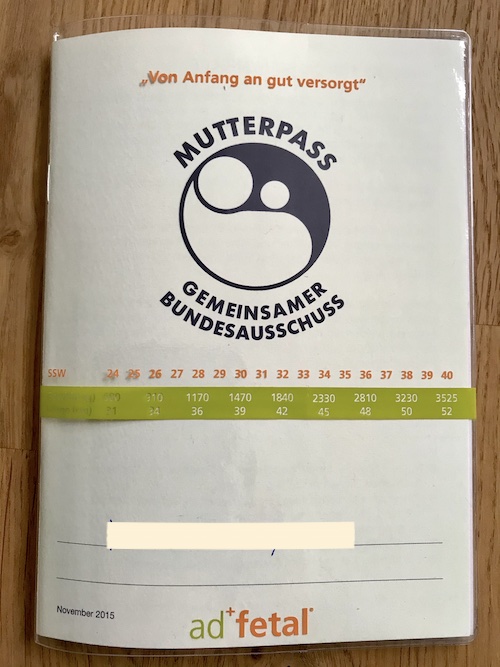 „Von Anfang an gut versorgt“
MUTTERPASS
GEMEINSAMER
BUNDESAUSSCHUSS
SSW 24 25 26 27 28 29 30 31 32 33 34 35 36 37 38 39 40
1170 1470 1840 2330 2810 3230 3525
31 34 36 39 42 45 48 50 52
November 2015
ad+fetal